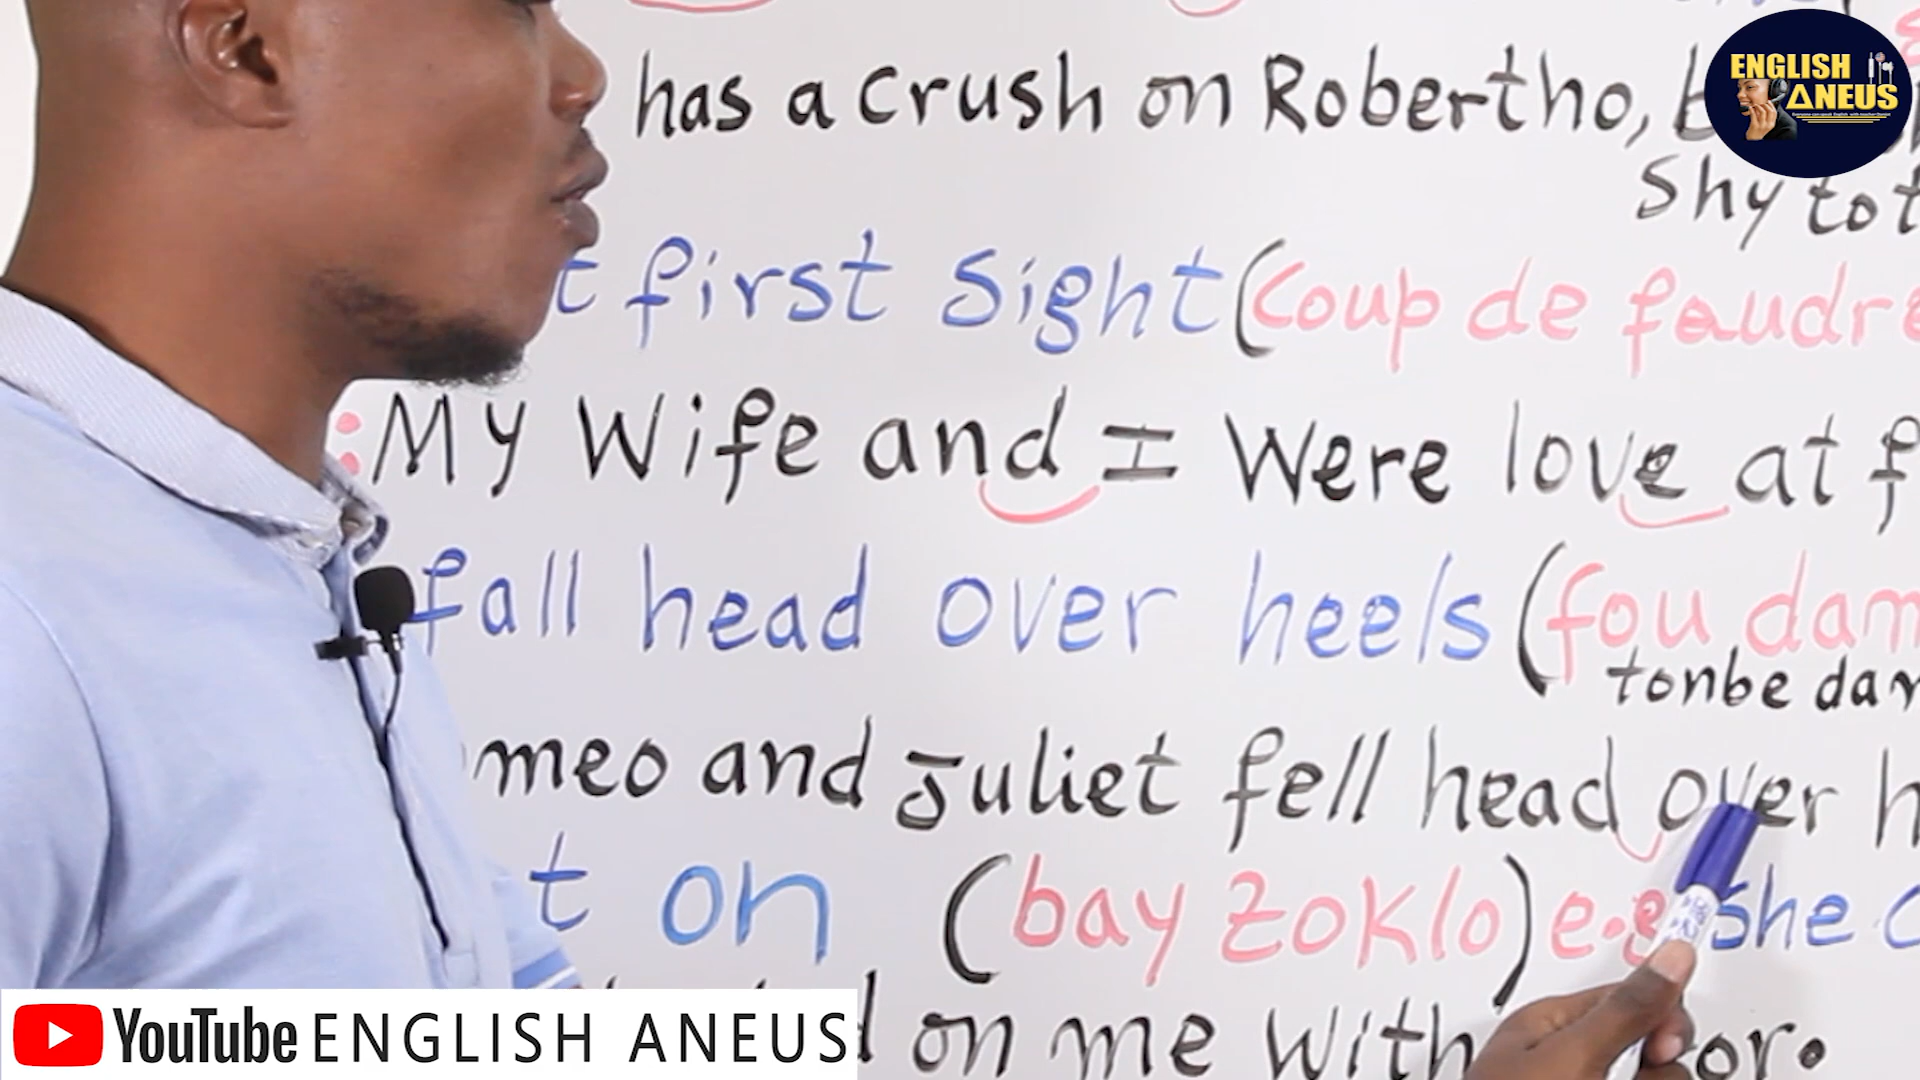 has a crush on Robertho,
shy to t
t first sight (coup de foudre
: My Wife and I were love at f
fall head over heels (fou dam
tonbe dan
meo and Juliet fell head over h
t on (bay zoklo) e.g She c
d on me with
ENGLISH
ANEUS
YouTube ENGLISH ANEUS